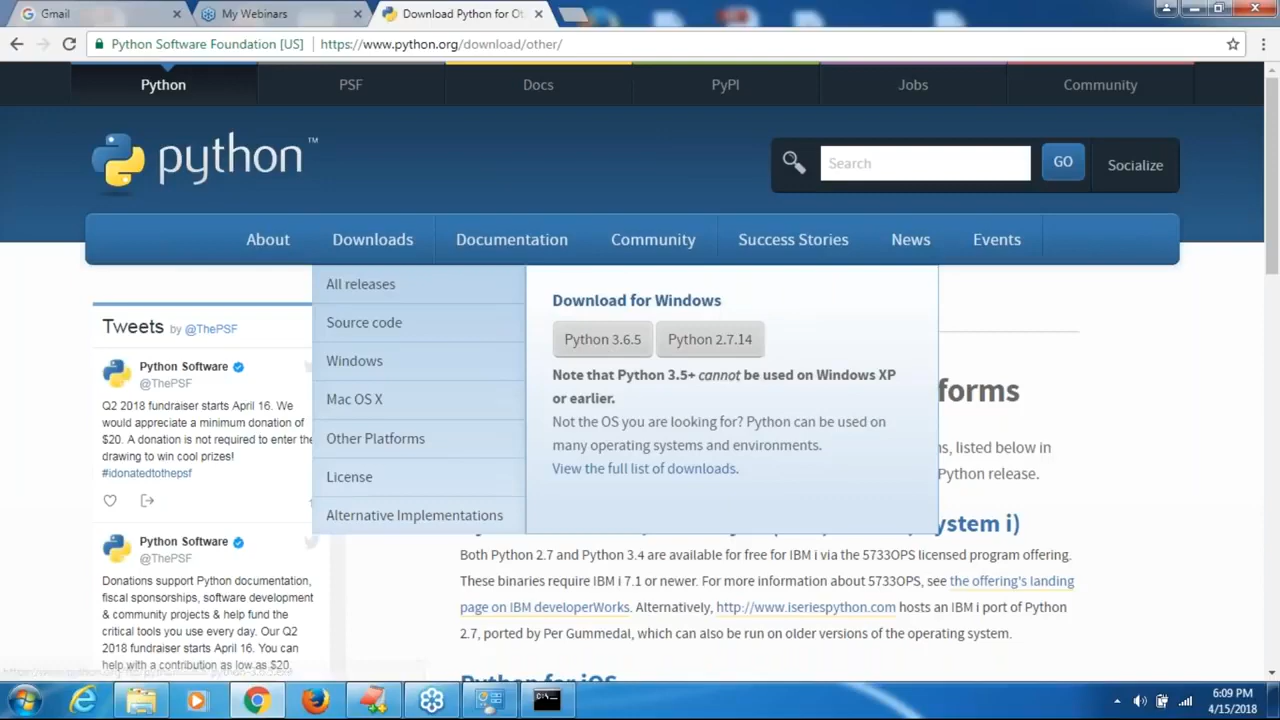 Gmail
My Webinars
Download Python for Ot
Python Software Foundation [US]
https://www.python.org/download/other/
Python
PSF
Docs
PyPI
Jobs
Community
python™
Search
GO
Socialize
About
Downloads
Documentation
Community
Success Stories
News
Events
All releases
Source code
Windows
Mac OS X
Other Platforms
License
Alternative Implementations
Download for Windows
Python 3.6.5
Python 2.7.14
Note that Python 3.5+ cannot be used on Windows XP
or earlier.
Not the OS you are looking for? Python can be used on
many operating systems and environments.
View the full list of downloads.
Tweets by @ThePSF
Python Software
@ThePSF
Q2 2018 fundraiser starts April 16. We
would appreciate a minimum donation of
$20. A donation is not required to enter the
drawing to win cool prizes!
#idonatedtothepsf
Python Software
@ThePSF
Donations support Python documentation,
fiscal sponsorships, software development
& community projects & help fund the
critical tools you use every day. Our Q2
2018 fundraiser starts April 16. You can
help with a contribution as low as $20.
forms
ns, listed below in
Python release.
ystem i)
Both Python 2.7 and Python 3.4 are available for free for IBM i via the 5733OPS licensed program offering.
These binaries require IBM i 7.1 or newer. For more information about 5733OPS, see the offering's landing
page on IBM developerWorks. Alternatively, http://www.iseriespython.com hosts an IBM i port of Python
2.7, ported by Per Gummedal, which can also be run on older versions of the operating system.
Python for iOS
C:\
6:09 PM
4/15/2018